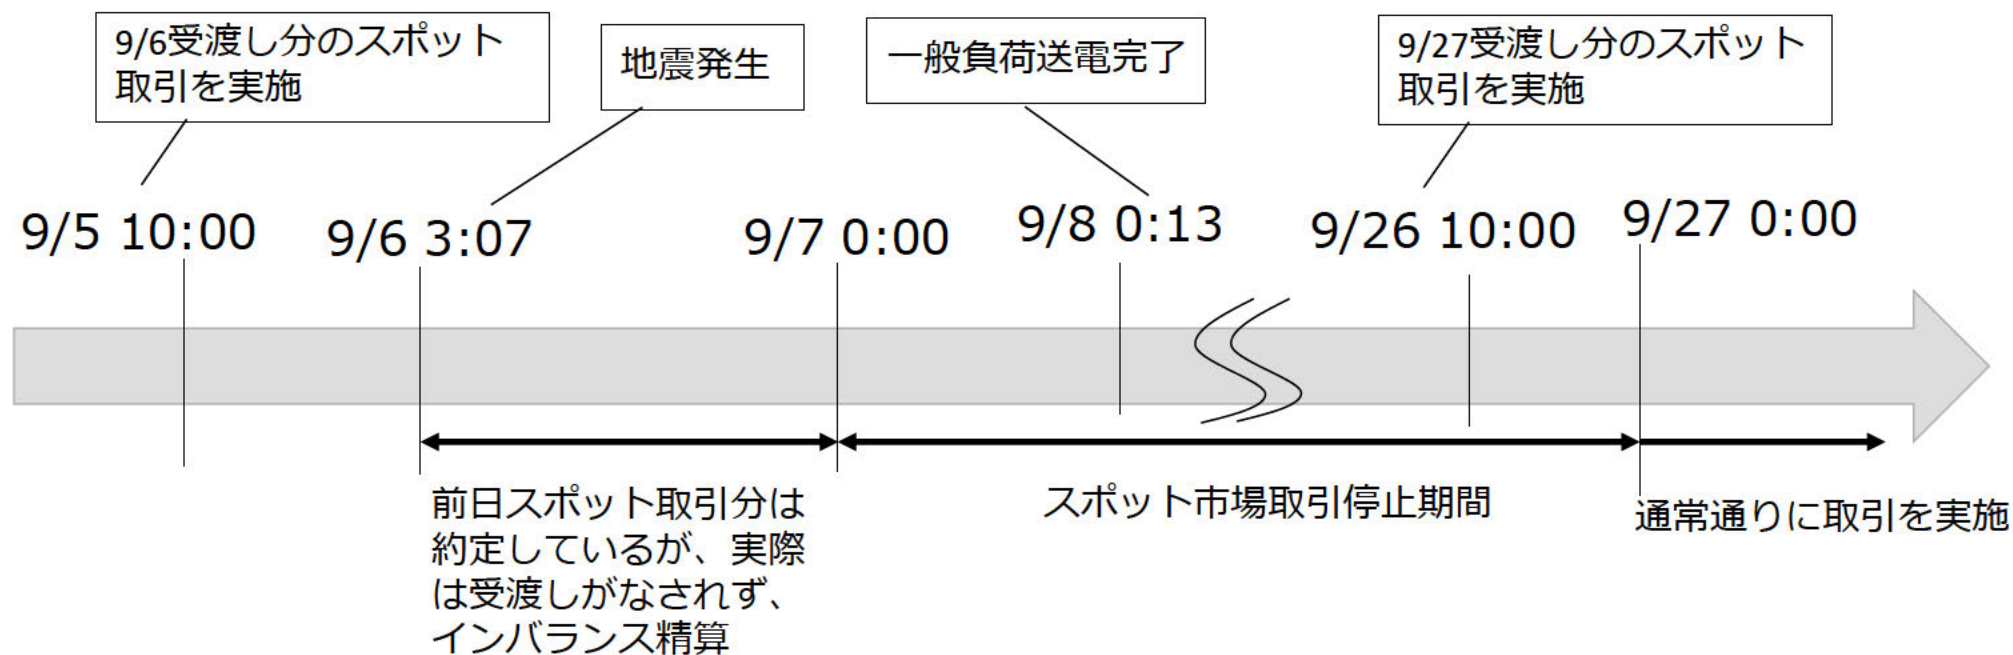 9/6受渡し分のスポット
取引を実施
地震発生
一般負荷送電完了
9/27受渡し分のスポット
取引を実施
9/5 10:00
9/6 3:07
9/7 0:00
9/8 0:13
9/26 10:00
9/27 0:00
前日スポット取引分は
約定しているが、実際
は受渡しがなされず、
インバランス精算
スポット市場取引停止期間
通常通りに取引を実施